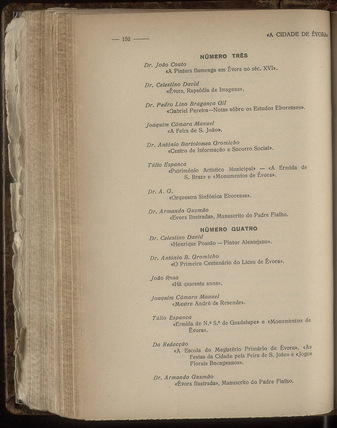 — 152 —
«A CIDADE DE ÉVORA»
NÚMERO TRÊS
Dr. João Couto
«A Pintura flamenga em Évora no séc. XVI».
Dr. Celestino David
«Évora, Rapsódia de Imagens».
Dr. Pedro Lino Bragança Gil
«Gabriel Pereira—Notas sôbre os Estudos Eborenses».
Joaquim Câmara Manuel
«A Feira de S. João».
Dr. António Bartolomeu Gromicho
«Centro de Informação e Socorro Social».
Túlio Espanca
«Património Artístico Municipal» — «A Ermida de
S. Braz» e «Monumentos de Évora».
Dr. A. G.
«Orquestra Sinfónica Eborense».
Dr. Armando Gusmão
«Évora Ilustrada», Manuscrito do Padre Fialho.
NÚMERO QUATRO
Dr. Celestino David
«Henrique Pousão — Pintor Alentejano».
Dr. António B. Gromicho
«O Primeiro Centenário do Liceu de Évora».
João Rosa
«Há quarenta anos».
Joaquim Câmara Manuel
«Mestre André de Resende».
Túlio Espanca
«Ermida de N.ª S.ª de Guadalupe» e «Monumentos de
Évora».
Da Redacção
«A Escola do Magistério Primário de Évora», «As
Festas da Cidade pela Feira de S. João» e «Jogos
Florais Bocageanos».
Dr. Armando Gusmão
«Évora Ilustrada», Manuscrito do Padre Fialho.